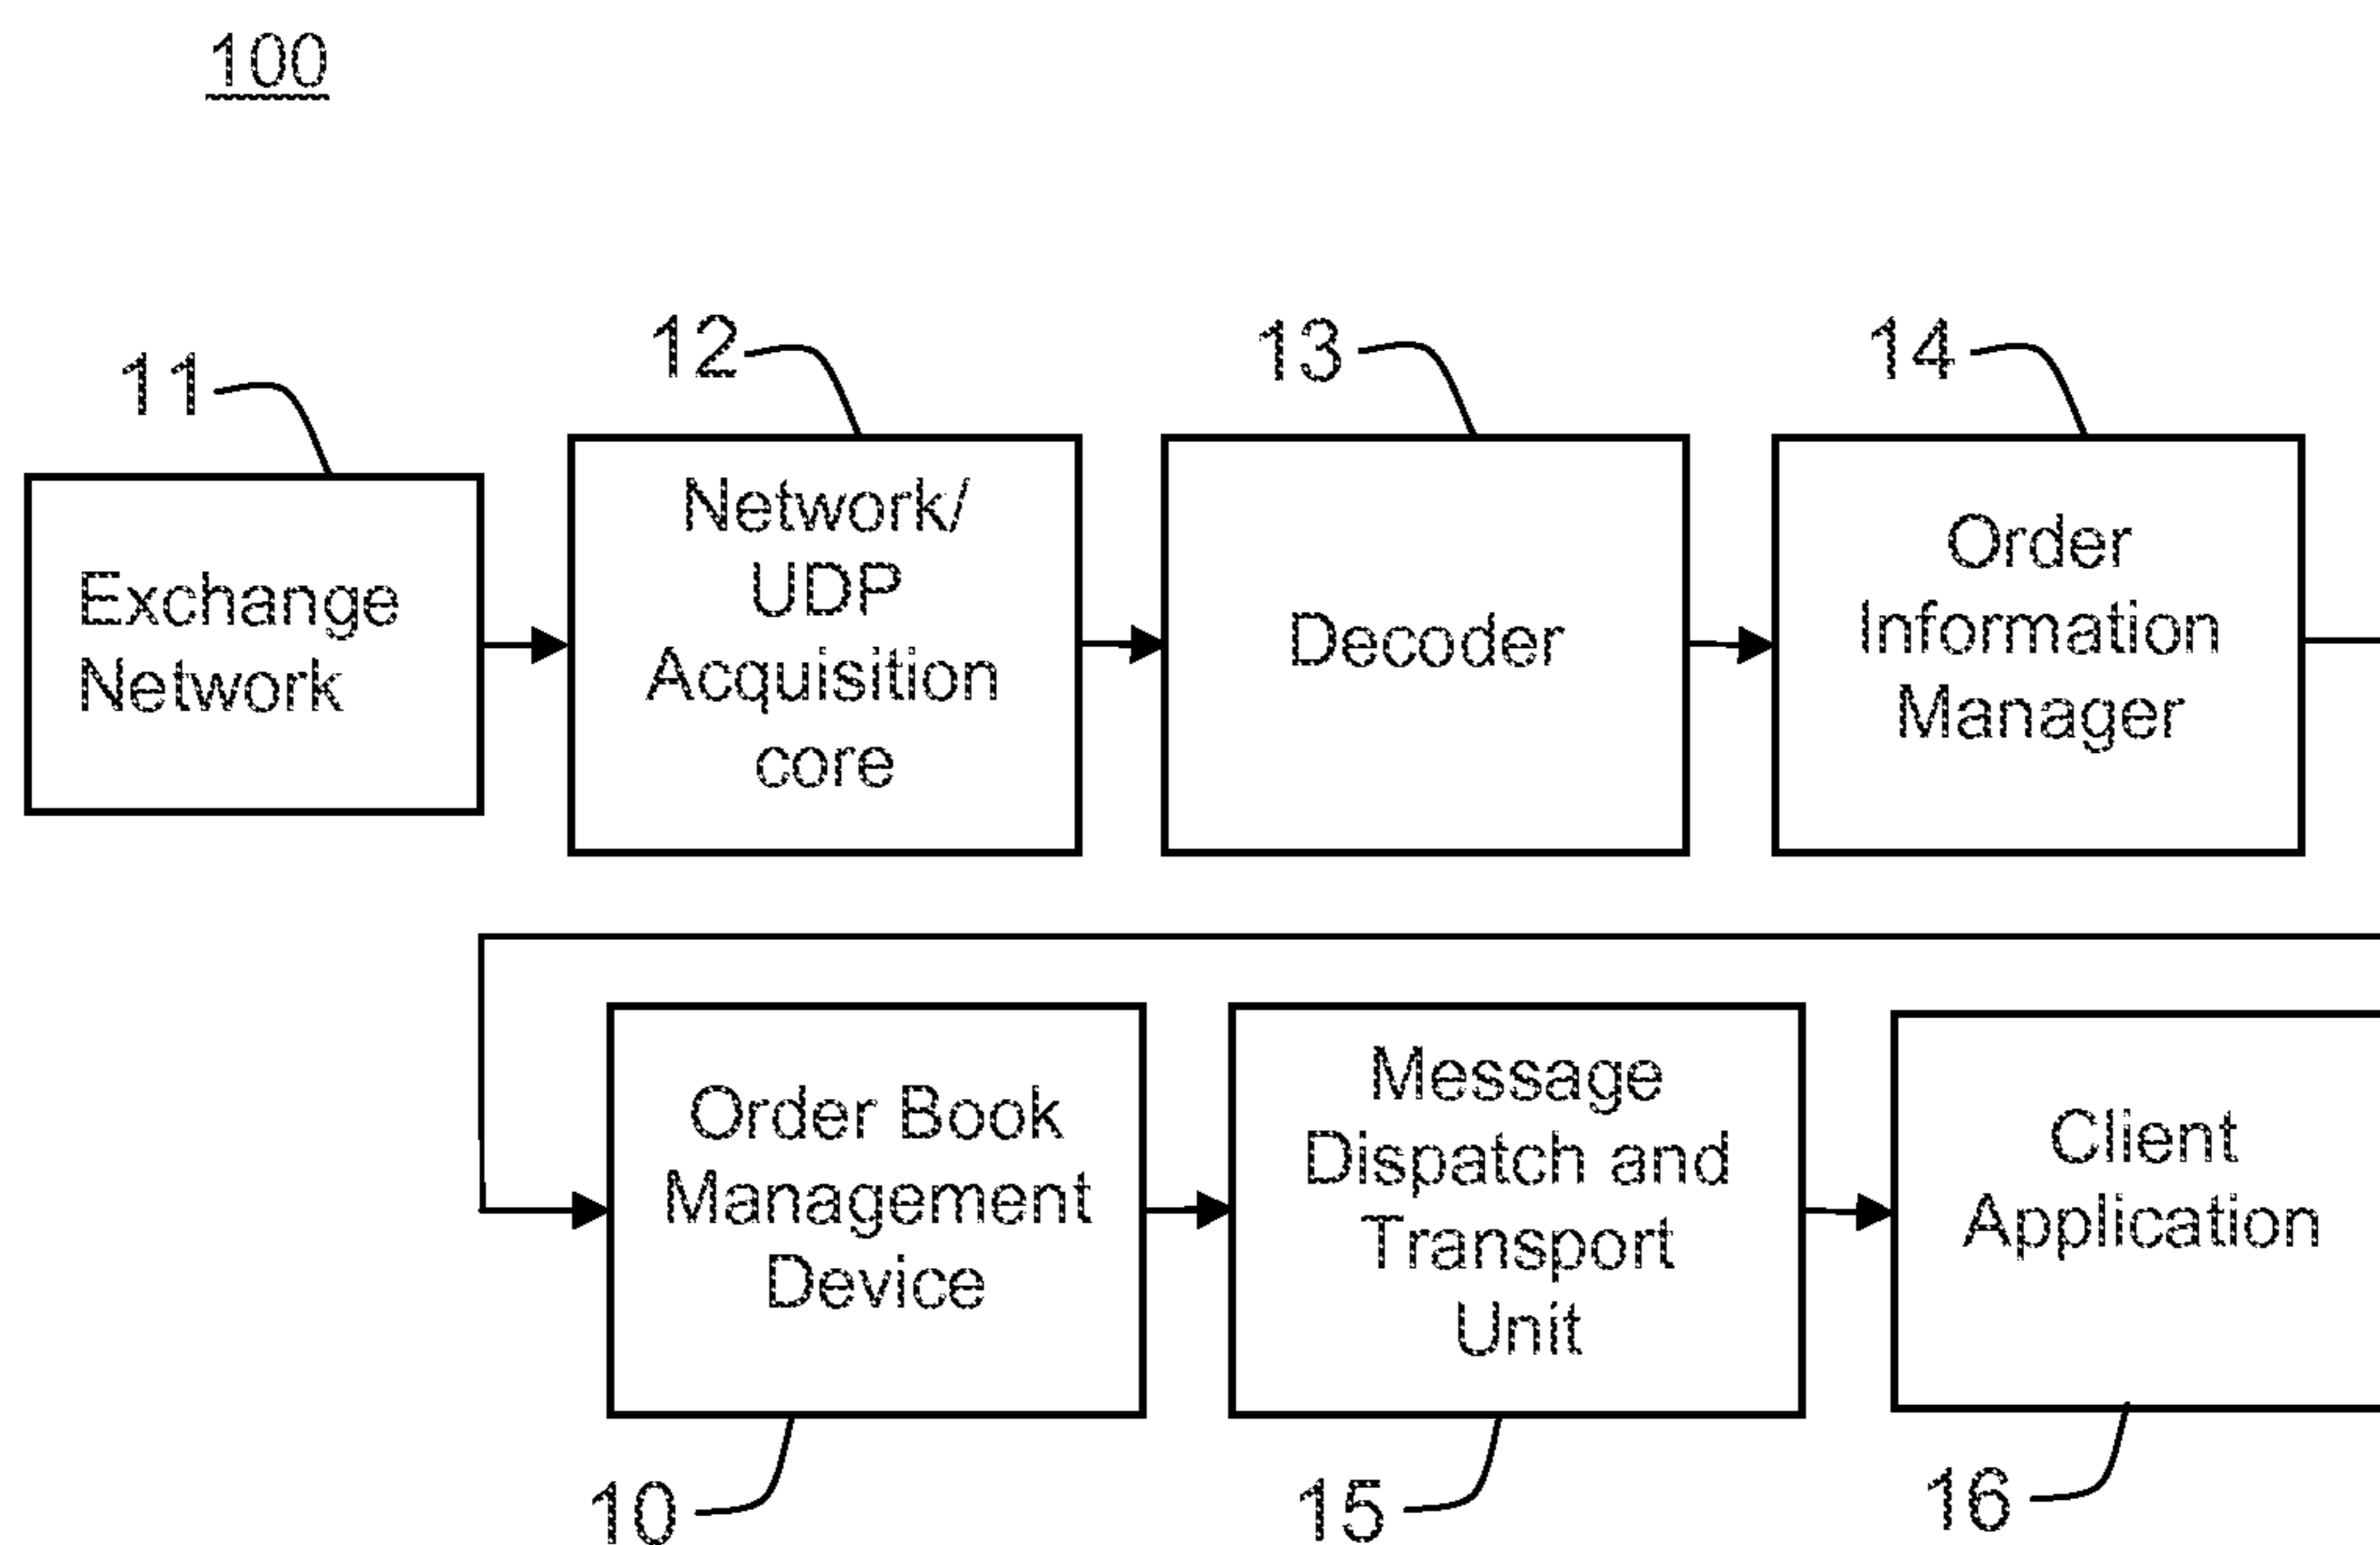 100
11
12
13
14
Exchange
Network
Network/
UDP
Acquisition
core
Decoder
Order
Information
Manager
Order Book
Management
Device
Message
Dispatch and
Transport
Unit
Client
Application
10
15
16